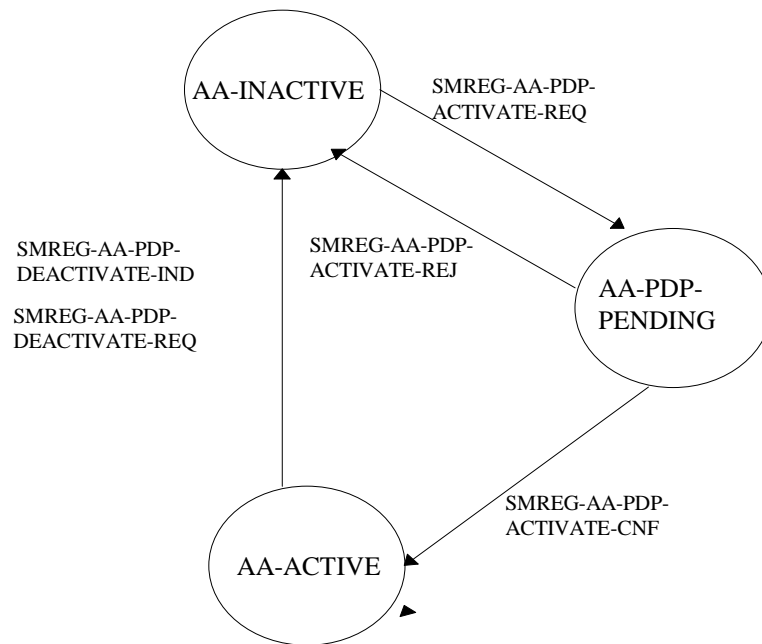 AA-INACTIVE
SMREG-AA-PDP-
ACTIVATE-REQ
SMREG-AA-PDP-
DEACTIVATE-IND
SMREG-AA-PDP-
ACTIVATE-REJ
AA-PDP-
PENDING
SMREG-AA-PDP-
DEACTIVATE-REQ
SMREG-AA-PDP-
ACTIVATE-CNF
AA-ACTIVE